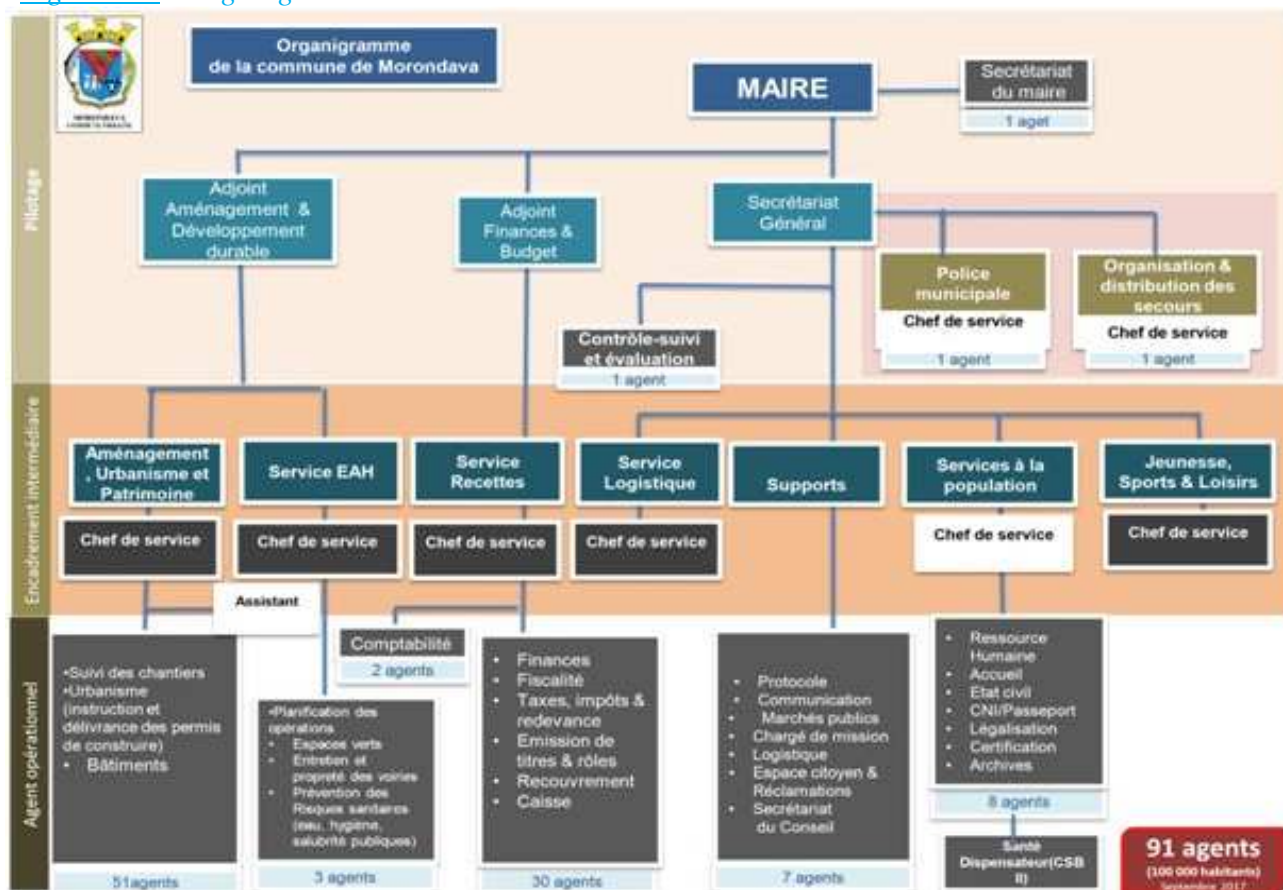 Organigramme
de la commune de Morondava
MAIRE
Secrétariat
du maire
1 aget
Pilotage
Adjoint
Aménagement &
Développement
durable
Adjoint
Finances &
Budget
Secrétariat
Général
Police
municipale
Chef de service
1 agent
Organisation &
distribution des
secours
Chef de service
1 agent
Contrôle-suivi
et évaluation
1 agent
Encadrement intermédiaire
Aménagement
, Urbanisme et
Patrimoine
Chef de service
Service EAH
Chef de service
Service
Recettes
Chef de service
Service
Logistique
Chef de service
Supports
Services à la
population
Chef de service
Jeunesse,
Sports & Loisirs
Chef de service
Assistant
Agent opérationnel
•Suivi des chantiers
•Urbanisme
(instruction et
délivrance des permis
de construire)
• Bâtiments
51agents
•Planification des
opérations
• Espaces verts
• Entretien et
propreté des voiries
• Prévention des
Risques sanitaires
(eau, hygiène,
salubrité publiques)
3 agents
Comptabilité
2 agents
• Finances
• Fiscalité
• Taxes, impôts &
redevance
• Emission de
titres & rôles
• Recouvrement
• Caisse
30 agents
• Protocole
• Communication
• Marchés publics
• Chargé de mission
• Logistique
• Espace citoyen &
Réclamations
• Secrétariat
du Conseil
7 agents
• Ressource
Humaine
• Accueil
• Etat civil
• CNI/Passeport
• Légalisation
• Certification
• Archives
8 agents
Santé
Dispensateur(CSB
II)
91 agents
(100 000 habitants)
Septembre 2017